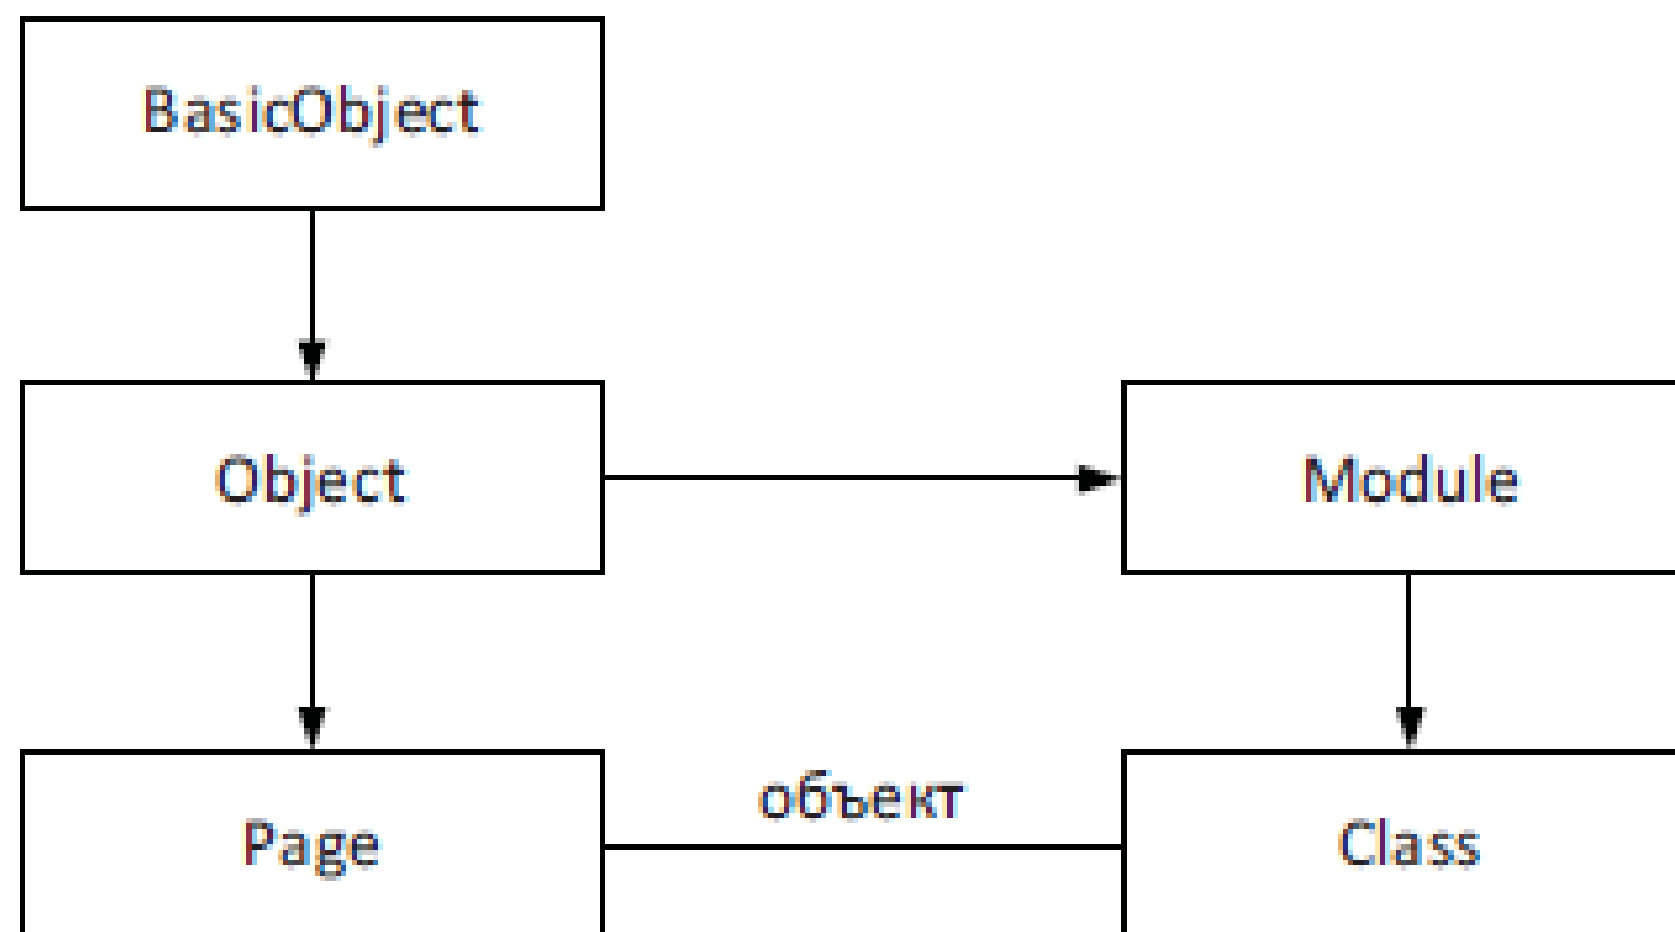 BasicObject
Object
Module
Page
объект
Class